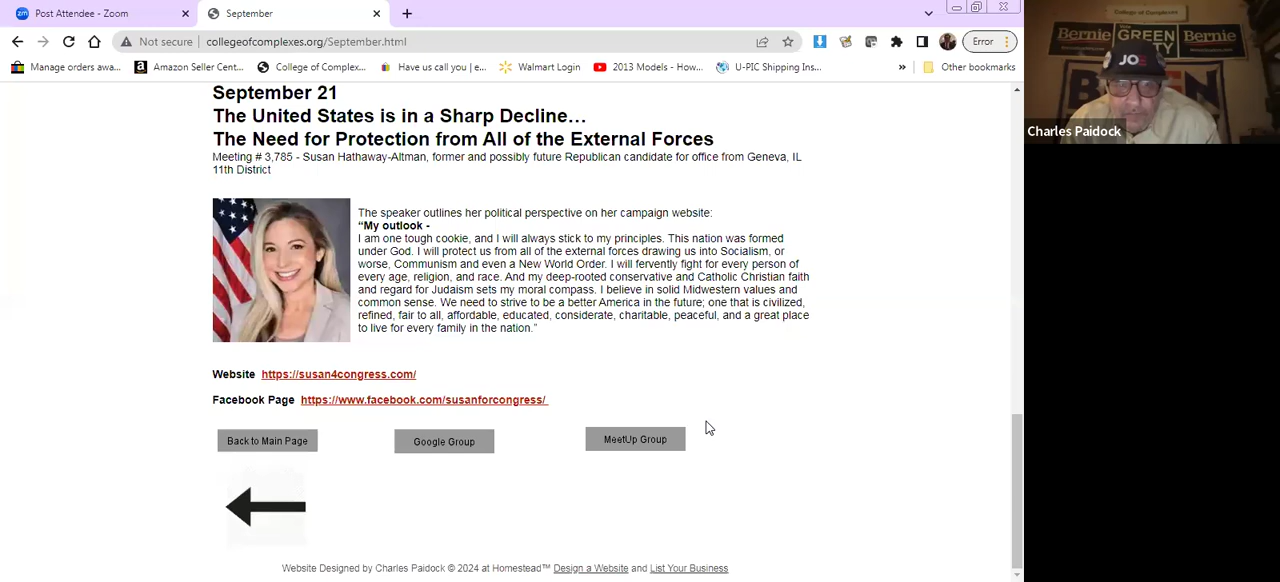 Post Attendee - Zoom
September
Not secure
collegeofcomplexes.org/September.html
Error
Manage orders awa...
Amazon Seller Cent...
College of Complex...
Have us call you | e...
Walmart Login
2013 Models - How...
U-PIC Shipping Ins...
»
Other bookmarks
September 21
The United States is in a Sharp Decline…
The Need for Protection from All of the External Forces
Meeting # 3,785 - Susan Hathaway-Altman, former and possibly future Republican candidate for office from Geneva, IL
11th District
The speaker outlines her political perspective on her campaign website:
“My outlook -
I am one tough cookie, and I will always stick to my principles. This nation was formed
under God. I will protect us from all of the external forces drawing us into Socialism, or
worse, Communism and even a New World Order. I will fervently fight for every person of
every age, religion, and race. And my deep-rooted conservative and Catholic Christian faith
and regard for Judaism sets my moral compass. I believe in solid Midwestern values and
common sense. We need to strive to be a better America in the future; one that is civilized,
refined, fair to all, affordable, educated, considerate, charitable, peaceful, and a great place
to live for every family in the nation.”
Website https://susan4congress.com/
Facebook Page https://www.facebook.com/susanforcongress/
Back to Main Page
Google Group
MeetUp Group
Website Designed by Charles Paidock © 2024 at Homestead™ Design a Website and List Your Business
College of Complexes
Bernie
GREEN
Bernie
JOE
Charles Paidock